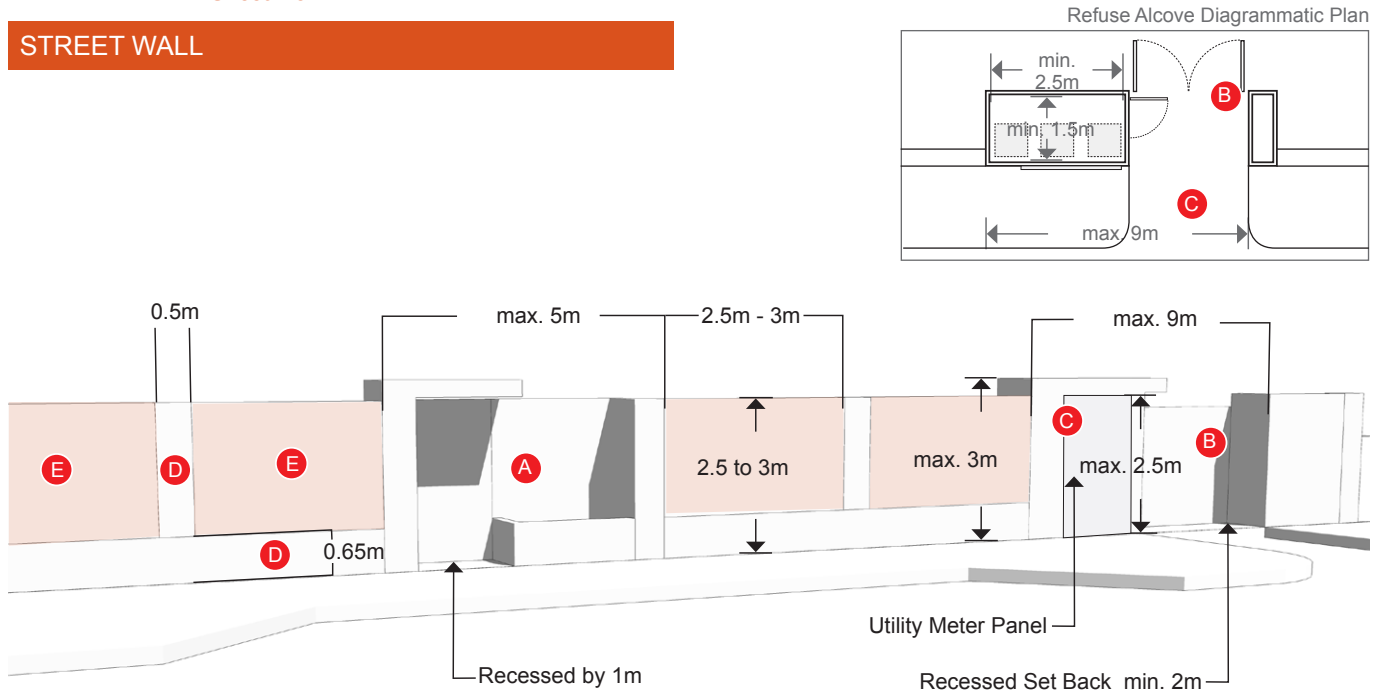 Refuse Alcove Diagrammatic Plan
STREET WALL
min.
2.5m
B
min. 1.5m
C
max. 9m
0.5m
max. 5m
2.5m - 3m
max. 9m
E
D
E
A
2.5 to 3m
max. 3m
C
max. 2.5m
B
D
0.65m
Utility Meter Panel
Recessed by 1m
Recessed Set Back min. 2m